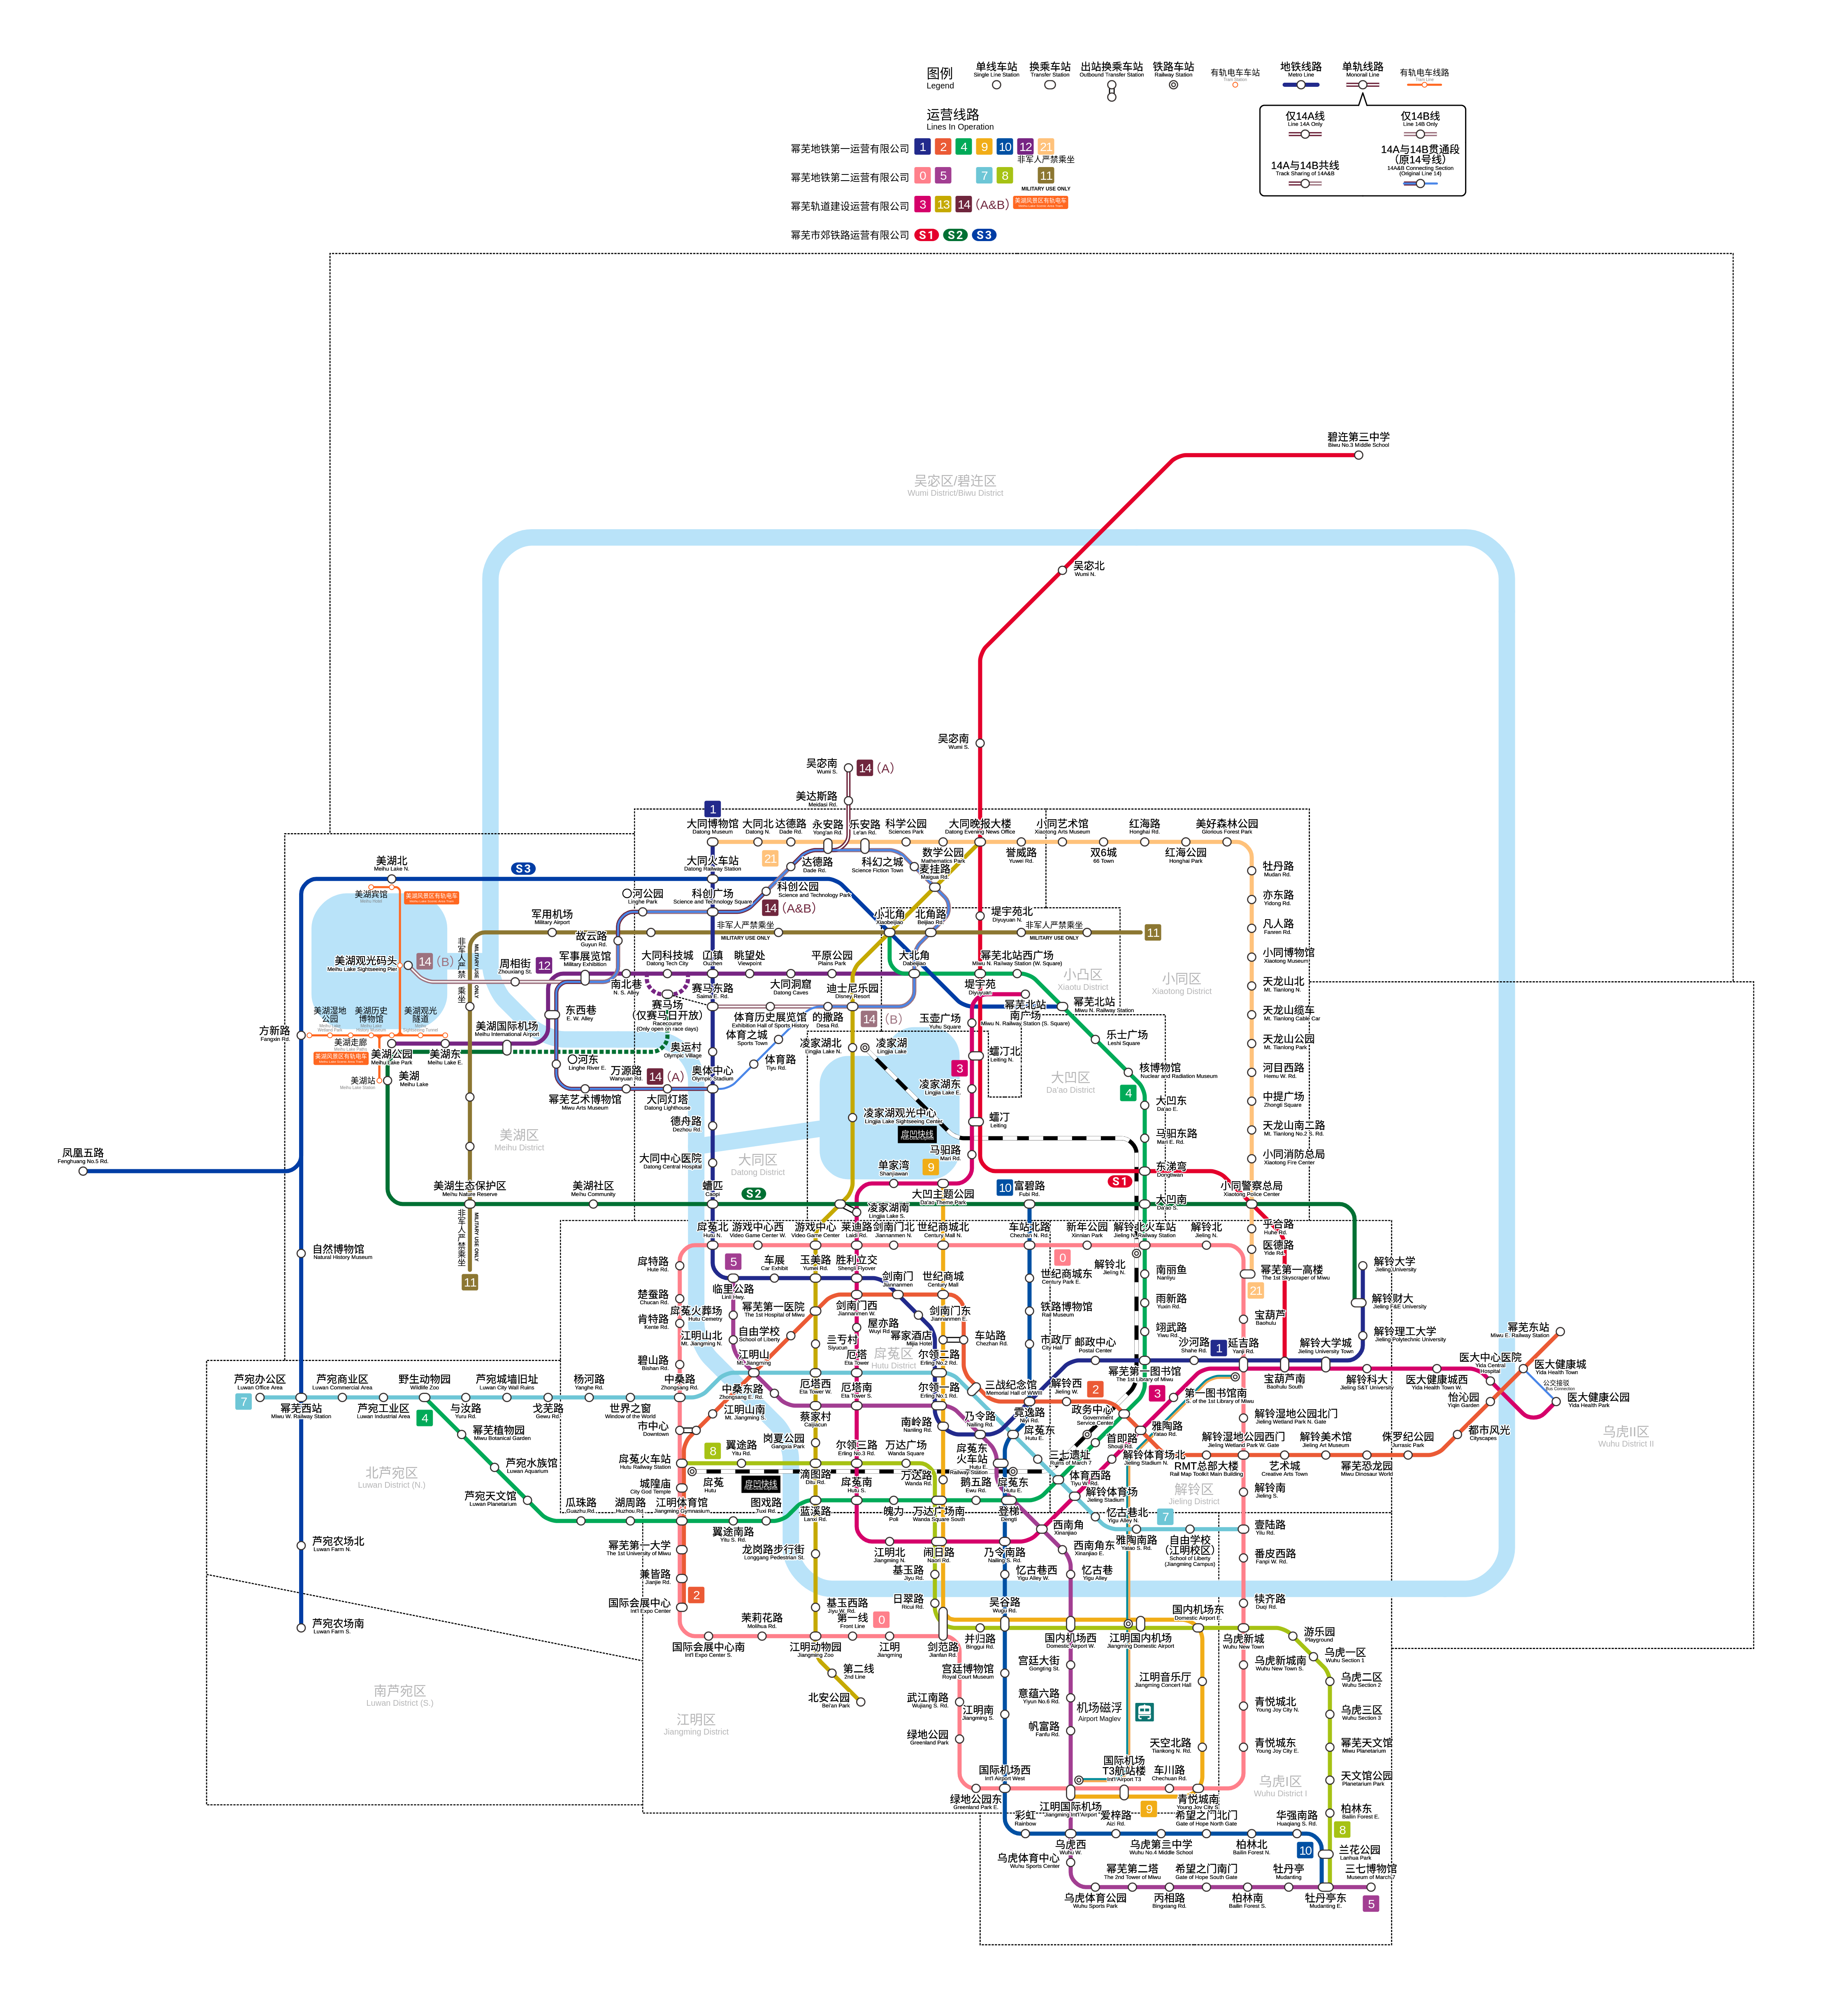 图例
Legend
单线车站
Single Line Station
换乘车站
Transfer Station
出站换乘车站
Outbound Transfer Station
铁路车站
Railway Station
有轨电车车站
Tram Station
地铁线路
Metro Line
单轨线路
Monorail Line
有轨电车线路
Tram Line
仅14A线
Line 14A Only
仅14B线
Line 14B Only
14A与14B共线
Track Sharing of 14A&B
14A与14B贯通段
（原14号线）
14A&B Connecting Section
(Original Line 14)
运营线路
Lines In Operation
幂芜地铁第一运营有限公司 1 2 4 9 10 12 21
非军人严禁乘坐
幂芜地铁第二运营有限公司 0 5 7 8 11
MILITARY USE ONLY
幂芜轨道建设运营有限公司 3 13 14 (A&B) 美湖风景区有轨电车
幂芜市郊铁路运营有限公司 S1 S2 S3
碧迕第三中学
Biwu No.3 Middle School
吴宓区/碧迕区
Wumi District/Biwu District
吴宓北
Wumi N.
吴宓南
Wumi S.
吴宓南
Wumi S.
14 (A)
美达斯路
Meidasi Rd.
1
大同博物馆
Datong Museum
大同北
Datong N.
达德路
Dade Rd.
永安路
Yong'an Rd.
乐安路
Le'an Rd.
科学公园
Sciences Park
大同晚报大楼
Datong Evening News Office
小同艺术馆
Xiaotong Arts Museum
红海路
Honghai Rd.
美好森林公园
Glorious Forest Park
21
誉威路
Yuwei Rd.
双6城
66 Town
红海公园
Honghai Park
美湖北
Meihu Lake N.
S3
大同火车站
Datong Railway Station
达德路
Dade Rd.
科幻之城
Science Fiction Town
数学公园
Mathematics Park
麦挂路
Maigua Rd.
牡丹路
Mudan Rd.
亦东路
Yidong Rd.
凡人路
Fanren Rd.
小同博物馆
Xiaotong Museum
天龙山北
Mt. Tianlong N.
天龙山缆车
Mt. Tianlong Cable Car
天龙山公园
Mt. Tianlong Park
河目西路
Hemu W. Rd.
中提广场
Zhongti Square
天龙山南二路
Mt. Tianlong No.2 S. Rd.
小同消防总局
Xiaotong Fire Center
小同警察总局
Xiaotong Police Center
美湖宾馆
美湖风景区有轨电车
河公园
Linghe Park
科创广场
Science and Technology Square
科创公园
Science and Technology Park
14 (A&B)
军用机场
Military Airport
故云路
Guyun Rd.
非军人严禁乘坐
MILITARY USE ONLY
小北角
Xiaobeijiao
北角路
Beijiao Rd.
堤宇苑北
Diyuyuan N.
非军人严禁乘坐
MILITARY USE ONLY
11
美湖观光码头
Meihu Lake Sightseeing Pier
14 (B)
周相街
Zhouxiang St.
12
军事展览馆
Military Exhibition
大同科技城
Datong Tech City
镇
Ouzhen
眺望处
Viewpoint
平原公园
Plains Park
大北角
Dabeijiao
幂芜北站西广场
Miwu N. Railway Station (W. Square)
小凸区
Xiaotu District
小同区
Xiaotong District
南北巷
N. S. Alley
赛马场
(仅赛马日开放)
Racecourse
(Only open on race days)
赛马东路
Saima E. Rd.
大同洞窟
Datong Caves
迪士尼乐园
Disney Resort
堤宇苑
Diyuyuan
幂芜北站
南广场
Miwu N. Railway Station (S. Square)
幂芜北站
Miwu N. Railway Station
美湖湿地
公园
美湖历史
博物馆
美湖观光
隧道
方新路
Fangxin Rd.
美湖走廊
美湖风景区有轨电车
美湖国际机场
Meihu International Airport
东西巷
E. W. Alley
体育历史展览馆
Exhibition Hall of Sports History
的撒路
Desa Rd.
14 (B)
玉壶广场
Yuhu Square
乐士广场
Leshi Square
美湖公园
Meihu Lake Park
美湖东
Meihu Lake E.
美湖
Meihu Lake
美湖站
河东
Linghe River E.
奥运村
Olympic Village
体育之城
Sports Town
体育路
Tiyu Rd.
凌家湖北
Lingjia Lake N.
凌家湖
Lingjia Lake
蠕汀北
Leiting N.
3
大凹区
Da'ao District
核博物馆
Nuclear and Radiation Museum
4
万源路
Wanyuan Rd.
14 (A)
奥体中心
Olympic Stadium
幂芜艺术博物馆
Miwu Arts Museum
大同灯塔
Datong Lighthouse
凌家湖东
Lingjia Lake E.
大凹东
Da'ao E.
德舟路
Dezhou Rd.
凌家湖观光中心
Lingjia Lake Sightseeing Center
Leiting
马驲东路
Mari E. Rd.
美湖区
Meihu District
凤凰五路
Fenghuang No.5 Rd.
大同中心医院
Datong Central Hospital
大同区
Datong District
单家湾
Shanjiawan
马驲路
Mari Rd.
9
东涕弯
S1
美湖生态保护区
Meihu Nature Reserve
美湖社区
Meihu Community
Caopi
S2
大凹主题公园
Da'ao Theme Park
凌家湖南
Lingjia Lake S.
10
富碧路
Fubi Rd.
大凹南
Da'ao S.
自然博物馆
Natural History Museum
11
Hutu N.
游戏中心西
Video Game Center W.
游戏中心
Video Game Center
莱迪路
Laidi Rd.
剑南门北
Jiannanmen N.
世纪商城北
Century Mall N.
车站北路
Chezhan N. Rd.
新年公园
Xinnian Park
解铃北火车站
Jieling N. Railway Station
解铃北
Jieling N.
乎合路
Huhe Rd.
医德路
Yide Rd.
幂芜第一高楼
The 1st Skyscraper of Miwu
21
宝葫芦
Baohulu
Hute Rd.
楚蚕路
Chucan Rd.
肯特路
Kente Rd.
碧山路
Bishan Rd.
5
车展
Car Exhibit
玉美路
Yumei Rd.
胜利立交
Shengli Flyover
剑南门
Jiannanmen
世纪商城
Century Mall
世纪商城东
Century Park E.
0
解铃北
Jieling N.
南丽鱼
Nanliyu
解铃大学
Jieling University
解铃财大
Jieling F&E University
临里公路
Linli Hwy.
Hutu Cemetery
幂芜第一医院
The 1st Hospital of Miwu
剑南门西
Jiannanmen W.
剑南门东
Jiannanmen E.
铁路博物馆
Rail Museum
雨新路
Yuxin Rd.
江明山北
Mt. Jiangming N.
自由学校
School of Liberty
Siyucun
屋亦路
Wuyi Rd.
幂家酒店
Mijia Hotel
车站路
Chezhan Rd.
市政厅
City Hall
邮政中心
Postal Center
翊武路
Yiwu Rd.
沙河路
Shahe Rd.
1
延吉路
Yanji Rd.
解铃大学城
Jieling University Town
解铃理工大学
Jieling Polytechnic University
幂芜东站
Miwu E. Railway Station
江明山
Mt. Jiangming
厄塔
Eta Tower
Hutu District
尔领二路
Erling No.2 Rd.
幂芜第一图书馆
The 1st Library of Miwu
宝葫芦南
Baohulu South
解铃科大
Jieling S&T University
医大健康城西
Yida Health Town W.
医大中心医院
Yida Central Hospital
医大健康城
Yida Health Town
公交接驳
Bus Connection
医大健康公园
Yida Health Park
怡沁园
Yiqin Garden
7
芦宛办公区
Luwan Office Area
幂芜西站
Miwu W. Railway Station
芦宛商业区
Luwan Commercial Area
芦宛工业区
Luwan Industrial Area
野生动物园
Wildlife Zoo
4
芦宛城墙旧址
Luwan City Wall Ruins
与汝路
Yuru Rd.
戈芜路
Gewu Rd.
杨河路
Yanghe Rd.
世界之窗
Window of the World
中桑路
Zhongsang Rd.
中桑东路
Zhongsang E. Rd.
厄塔西
Eta Tower W.
厄塔南
Eta Tower S.
尔领一路
Erling No.1 Rd.
三战纪念馆
Memorial Hall of WWIII
解铃西
Jieling W.
2
3
第一图书馆南
S. of the 1st Library of Miwu
幂芜植物园
Miwu Botanical Garden
市中心
Downtown
江明山南
Mt. Jiangming S.
蔡家村
Caijiacun
南岭路
Nanling Rd.
乃令路
Nailing Rd.
霓逸路
Niyi Rd.
Hutu E.
政务中心
Government
Service Center
雅陶路
Yatao Rd.
解铃湿地公园北门
Jieling Wetland Park N. Gate
解铃湿地公园西门
Jieling Wetland Park W. Gate
解铃美术馆
Jieling Art Museum
侏罗纪公园
Jurassic Park
都市风光
Cityscapes
乌虎II区
Wuhu District II
芦宛水族馆
Luwan Aquarium
北芦宛区
Luwan District (N.)
Hutu Railway Station
8
翼途路
Yitu Rd.
岗夏公园
Gangxia Park
尔领三路
Erling No.3 Rd.
万达广场
Wanda Square
火车站
Hutu E.
Railway Station
三七遗址
Ruins of March 7
首即路
Shouji Rd.
解铃体育场北
Jieling Stadium N.
RMT总部大楼
Rail Map Toolkit Main Building
艺术城
Creative Arts Town
幂芜恐龙园
Miwu Dinosaur World
芦宛天文馆
Luwan Planetarium
城隍庙
City God Temple
Hutu
滴图路
Ditu Rd.
Hutu S.
万达路
Wanda Rd.
鹅五路
Ewu Rd.
Hutu E.
体育西路
Tiyu W. Rd.
解铃体育场
Jieling Stadium
解铃区
Jieling District
解铃南
Jieling S.
瓜珠路
Guazhu Rd.
湖周路
Huzhou Rd.
江明体育馆
Jiangming Gymnasium
翼途南路
Yitu S. Rd.
图戏路
Tuxi Rd.
蓝溪路
Lanxi Rd.
魄力
Poli
万达广场南
Wanda Square South
登梯
Dengti
西南角
Xinanjiao
忆古巷北
Yigu Alley N.
7
壹陆路
Yilu Rd.
芦宛农场北
Luwan Farm N.
幂芜第一大学
The 1st University of Miwu
龙岗路步行街
Longgang Pedestrian St.
江明北
Jiangming N.
闹日路
Naori Rd.
乃令南路
Nailing S. Rd.
西南角东
Xinanjiao E.
雅陶南路
Yatao S. Rd.
自由学校
(江明校区)
School of Liberty
(Jiangming Campus)
番皮西路
Fanpi W. Rd.
兼皆路
Jianjie Rd.
基玉路
Jiyu Rd.
忆古巷西
Yigu Alley W.
忆古巷
Yigu Alley
2
国际会展中心
Int'l Expo Center
基玉西路
Jiyu W. Rd.
日翠路
Ricui Rd.
吴谷路
Wugu Rd.
国内机场东
Domestic Airport E.
犊齐路
Duqi Rd.
芦宛农场南
Luwan Farm S.
茉莉花路
Molihua Rd.
第一线
Front Line
0
国际会展中心南
Int'l Expo Center S.
江明动物园
Jiangming Zoo
江明
Jiangming
剑范路
Jianfan Rd.
并归路
Binggui Rd.
国内机场西
Domestic Airport W.
江明国内机场
Jiangming Domestic Airport
乌虎新城
Wuhu New Town
游乐园
Playground
乌虎一区
Wuhu Section 1
第二线
2nd Line
宫廷博物馆
Royal Court Museum
宫廷大街
Gongting St.
江明音乐厅
Jiangming Concert Hall
乌虎新城南
Wuhu New Town S.
乌虎二区
Wuhu Section 2
南芦宛区
Luwan District (S.)
北安公园
Bei'an Park
武江南路
Wujiang S. Rd.
意蕴六路
Yiyun No.6 Rd.
江明南
Jiangming S.
机场磁浮
Airport Maglev
青悦城北
Young Joy City N.
乌虎三区
Wuhu Section 3
江明区
Jiangming District
绿地公园
Greenland Park
帆富路
Fanfu Rd.
天空北路
Tiankong N. Rd.
青悦城东
Young Joy City E.
幂芜天文馆
Miwu Planetarium
国际机场西
Int'l Airport West
国际机场
T3航站楼
Int'l Airport T3
车川路
Chechuan Rd.
乌虎I区
Wuhu District I
天文馆公园
Planetarium Park
绿地公园东
Greenland Park E.
江明国际机场
Jiangming Int'l Airport
9
青悦城南
Young Joy City S.
彩虹
Rainbow
爱梓路
Aizi Rd.
希望之门北门
Gate of Hope North Gate
华强南路
Huaqiang S. Rd.
柏林东
Bailin Forest E.
8
乌虎西
Wuhu W.
乌虎第三中学
Wuhu No.4 Middle School
柏林北
Bailin Forest N.
10
兰花公园
Lanhua Park
乌虎体育中心
Wuhu Sports Center
幂芜第二塔
The 2nd Tower of Miwu
希望之门南门
Gate of Hope South Gate
牡丹亭
Mudanting
三七博物馆
Museum of March 7
乌虎体育公园
Wuhu Sports Park
丙相路
Bingxiang Rd.
柏林南
Bailin Forest S.
牡丹亭东
Mudanting E.
5